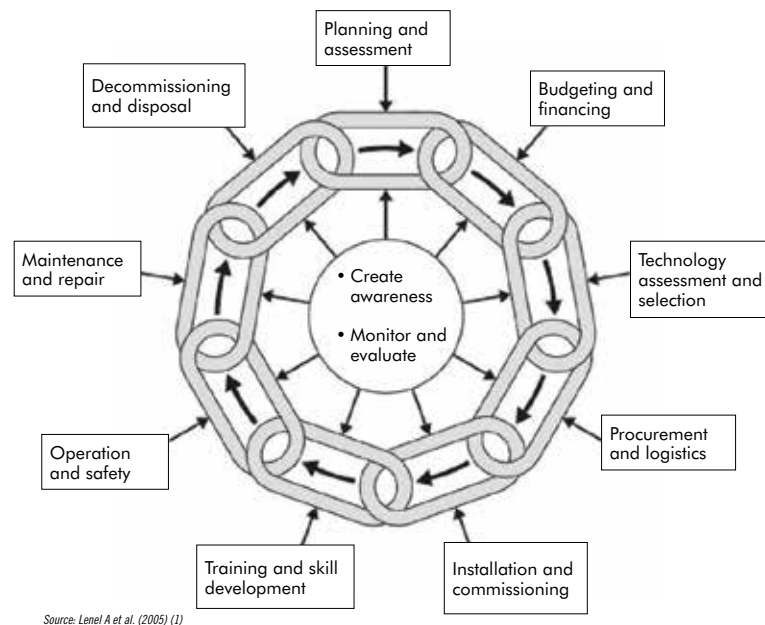 Planning and
assessment
Budgeting and
financing
Technology
assessment and
selection
Procurement
and logistics
Installation and
commissioning
Training and skill
development
Operation
and safety
Maintenance
and repair
Decommissioning
and disposal
• Create
awareness
• Monitor and
evaluate
Source: Lenel A et al. (2005) (1)